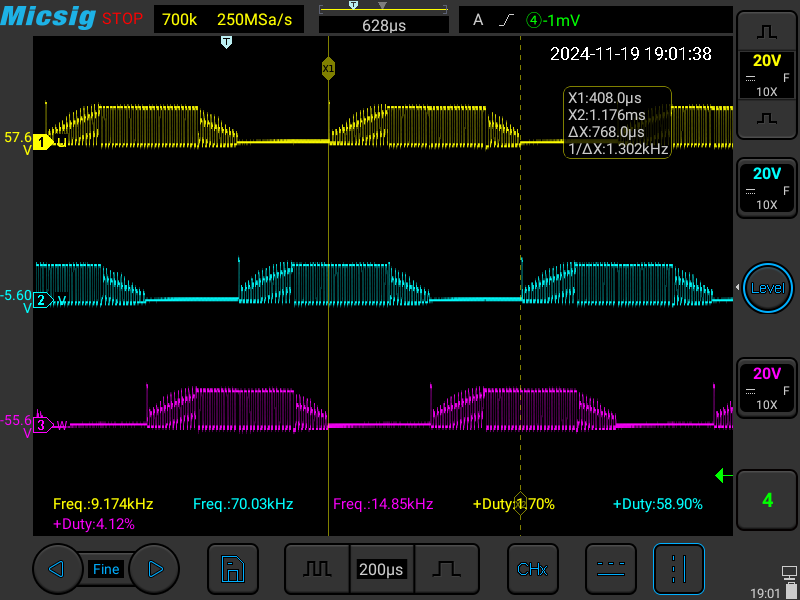 Micsig STOP 700k 250MSa/s T 628µs A 4 -1mV
T
2024-11-19 19:01:38
X1
X1:408.0µs
X2:1.176ms
ΔX:768.0µs
1/ΔX:1.302kHz
57.6 V
1 U
-5.60 V
2 V
-55.6 V
3 W
Freq.:9.174kHz Freq.:70.03kHz Freq.:14.85kHz +Duty:1.70% +Duty:58.90%
+Duty:4.12%
20V
F
10X
20V
F
10X
Level
20V
F
10X
4
Fine 200µs CHx
19:01